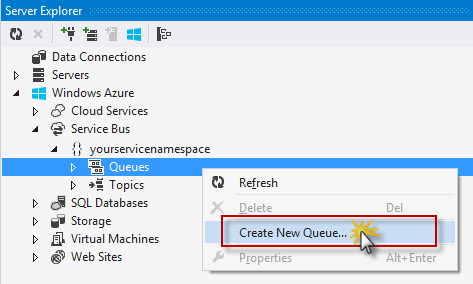 Server Explorer
Data Connections
Servers
Windows Azure
Cloud Services
Service Bus
yourservicenamespace
Queues
Topics
SQL Databases
Storage
Virtual Machines
Web Sites
Refresh
Delete Del
Create New Queue...
Properties Alt+Enter